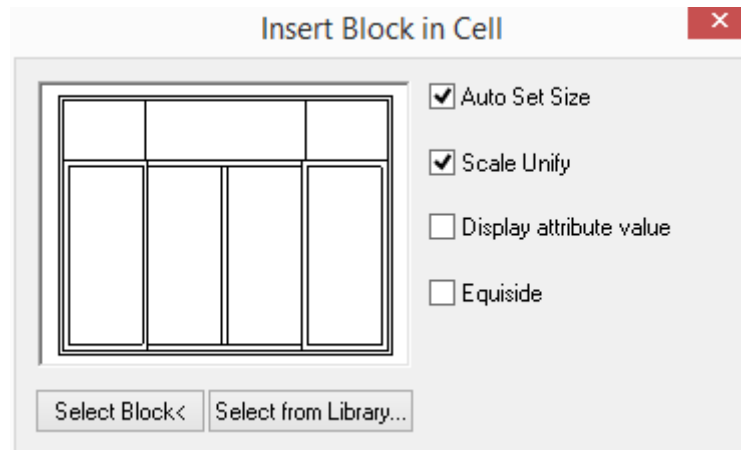 Insert Block in Cell
Auto Set Size
Scale Unify
Display attribute value
Equiside
Select Block<
Select from Library...